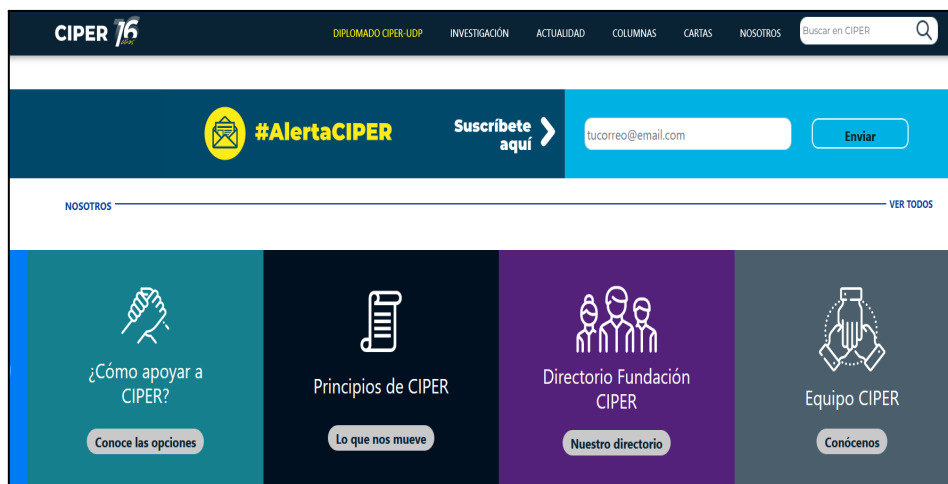 CIPER 16 años
DIPLOMADO CIPER-UDP INVESTIGACIÓN ACTUALIDAD COLUMNAS CARTAS NOSOTROS Buscar en CIPER
#AlertaCIPER
Suscríbete
aquí
tucorreo@email.com
Enviar
NOSOTROS
VER TODOS
¿Cómo apoyar a
CIPER?
Conoce las opciones
Principios de CIPER
Lo que nos mueve
Directorio Fundación
CIPER
Nuestro directorio
Equipo CIPER
Conócenos